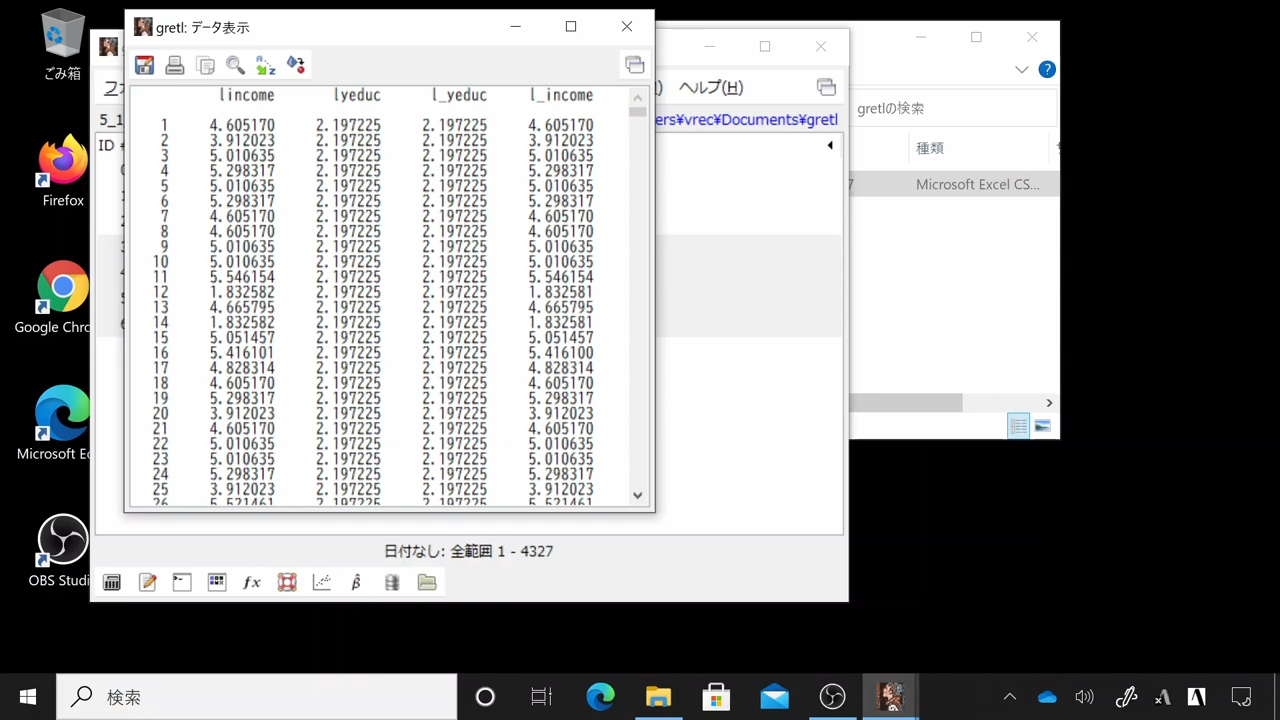 ごみ箱
Firefox
Google Chro
Microsoft Ed
OBS Studi
gretl: データ表示
lincome lyeduc l_yeduc l_income
1 4.605170 2.197225 2.197225 4.605170
2 3.912023 2.197225 2.197225 3.912023
3 5.010635 2.197225 2.197225 5.010635
4 5.298317 2.197225 2.197225 5.298317
5 5.010635 2.197225 2.197225 5.010635
6 5.298317 2.197225 2.197225 5.298317
7 4.605170 2.197225 2.197225 4.605170
8 4.605170 2.197225 2.197225 4.605170
9 5.010635 2.197225 2.197225 5.010635
10 5.010635 2.197225 2.197225 5.010635
11 5.546154 2.197225 2.197225 5.546154
12 1.832582 2.197225 2.197225 1.832581
13 4.665795 2.197225 2.197225 4.665795
14 1.832582 2.197225 2.197225 1.832581
15 5.051457 2.197225 2.197225 5.051457
16 5.416101 2.197225 2.197225 5.416100
17 4.828314 2.197225 2.197225 4.828314
18 4.605170 2.197225 2.197225 4.605170
19 5.298317 2.197225 2.197225 5.298317
20 3.912023 2.197225 2.197225 3.912023
21 4.605170 2.197225 2.197225 4.605170
22 5.010635 2.197225 2.197225 5.010635
23 5.010635 2.197225 2.197225 5.010635
24 5.298317 2.197225 2.197225 5.298317
25 3.912023 2.197225 2.197225 3.912023
26 5.521461 2.197225 2.197225 5.521461
ヘルプ(H)
5_1
ers¥vrec¥Documents¥gretl
ID #
日付なし: 全範囲 1 - 4327
fx
β̂
gretlの検索
種類
7 Microsoft Excel CS...
検索